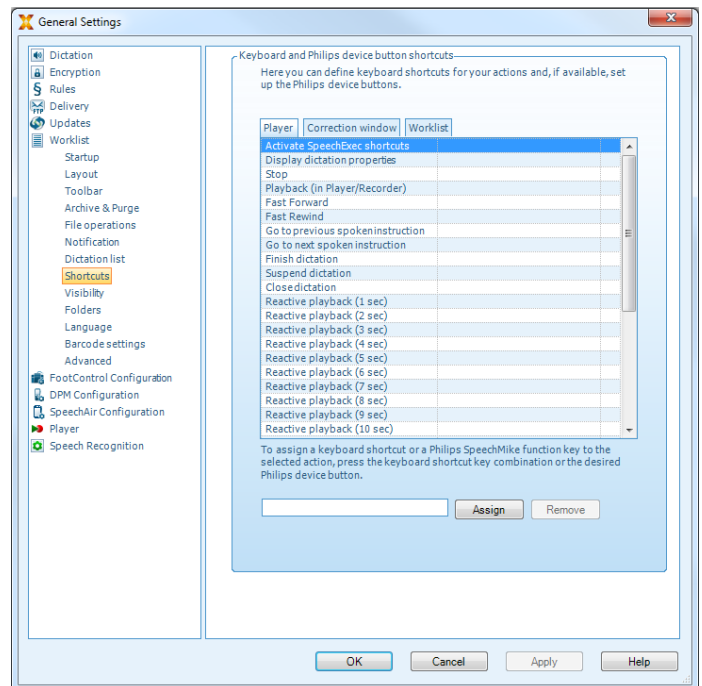 General Settings
Dictation
Encryption
Rules
Delivery
Updates
Worklist
Startup
Layout
Toolbar
Archive & Purge
File operations
Notification
Dictation list
Shortcuts
Visibility
Folders
Language
Barcode settings
Advanced
FootControl Configuration
DPM Configuration
SpeechAir Configuration
Player
Speech Recognition
Keyboard and Philips device button shortcuts
Here you can define keyboard shortcuts for your actions and, if available, set
up the Philips device buttons.
Player Correction window Worklist
Activate SpeechExec shortcuts
Display dictation properties
Stop
Playback (in Player/Recorder)
Fast Forward
Fast Rewind
Go to previous spoken instruction
Go to next spoken instruction
Finish dictation
Suspend dictation
Close dictation
Reactive playback (1 sec)
Reactive playback (2 sec)
Reactive playback (3 sec)
Reactive playback (4 sec)
Reactive playback (5 sec)
Reactive playback (6 sec)
Reactive playback (7 sec)
Reactive playback (8 sec)
Reactive playback (9 sec)
Reactive playback (10 sec)
To assign a keyboard shortcut or a Philips SpeechMike function key to the
selected action, press the keyboard shortcut key combination or the desired
Philips device button.
Assign Remove
OK Cancel Apply Help